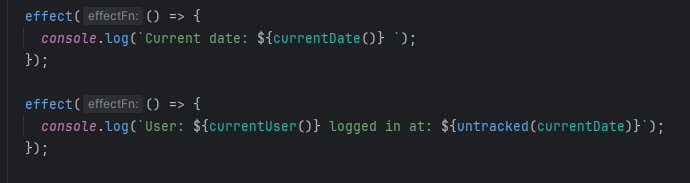 effect( effectFn: () => {
  console.log(`Current date: ${currentDate()} `);
});
effect( effectFn: () => {
  console.log(`User: ${currentUser()} logged in at: ${untracked(currentDate)}`);
});